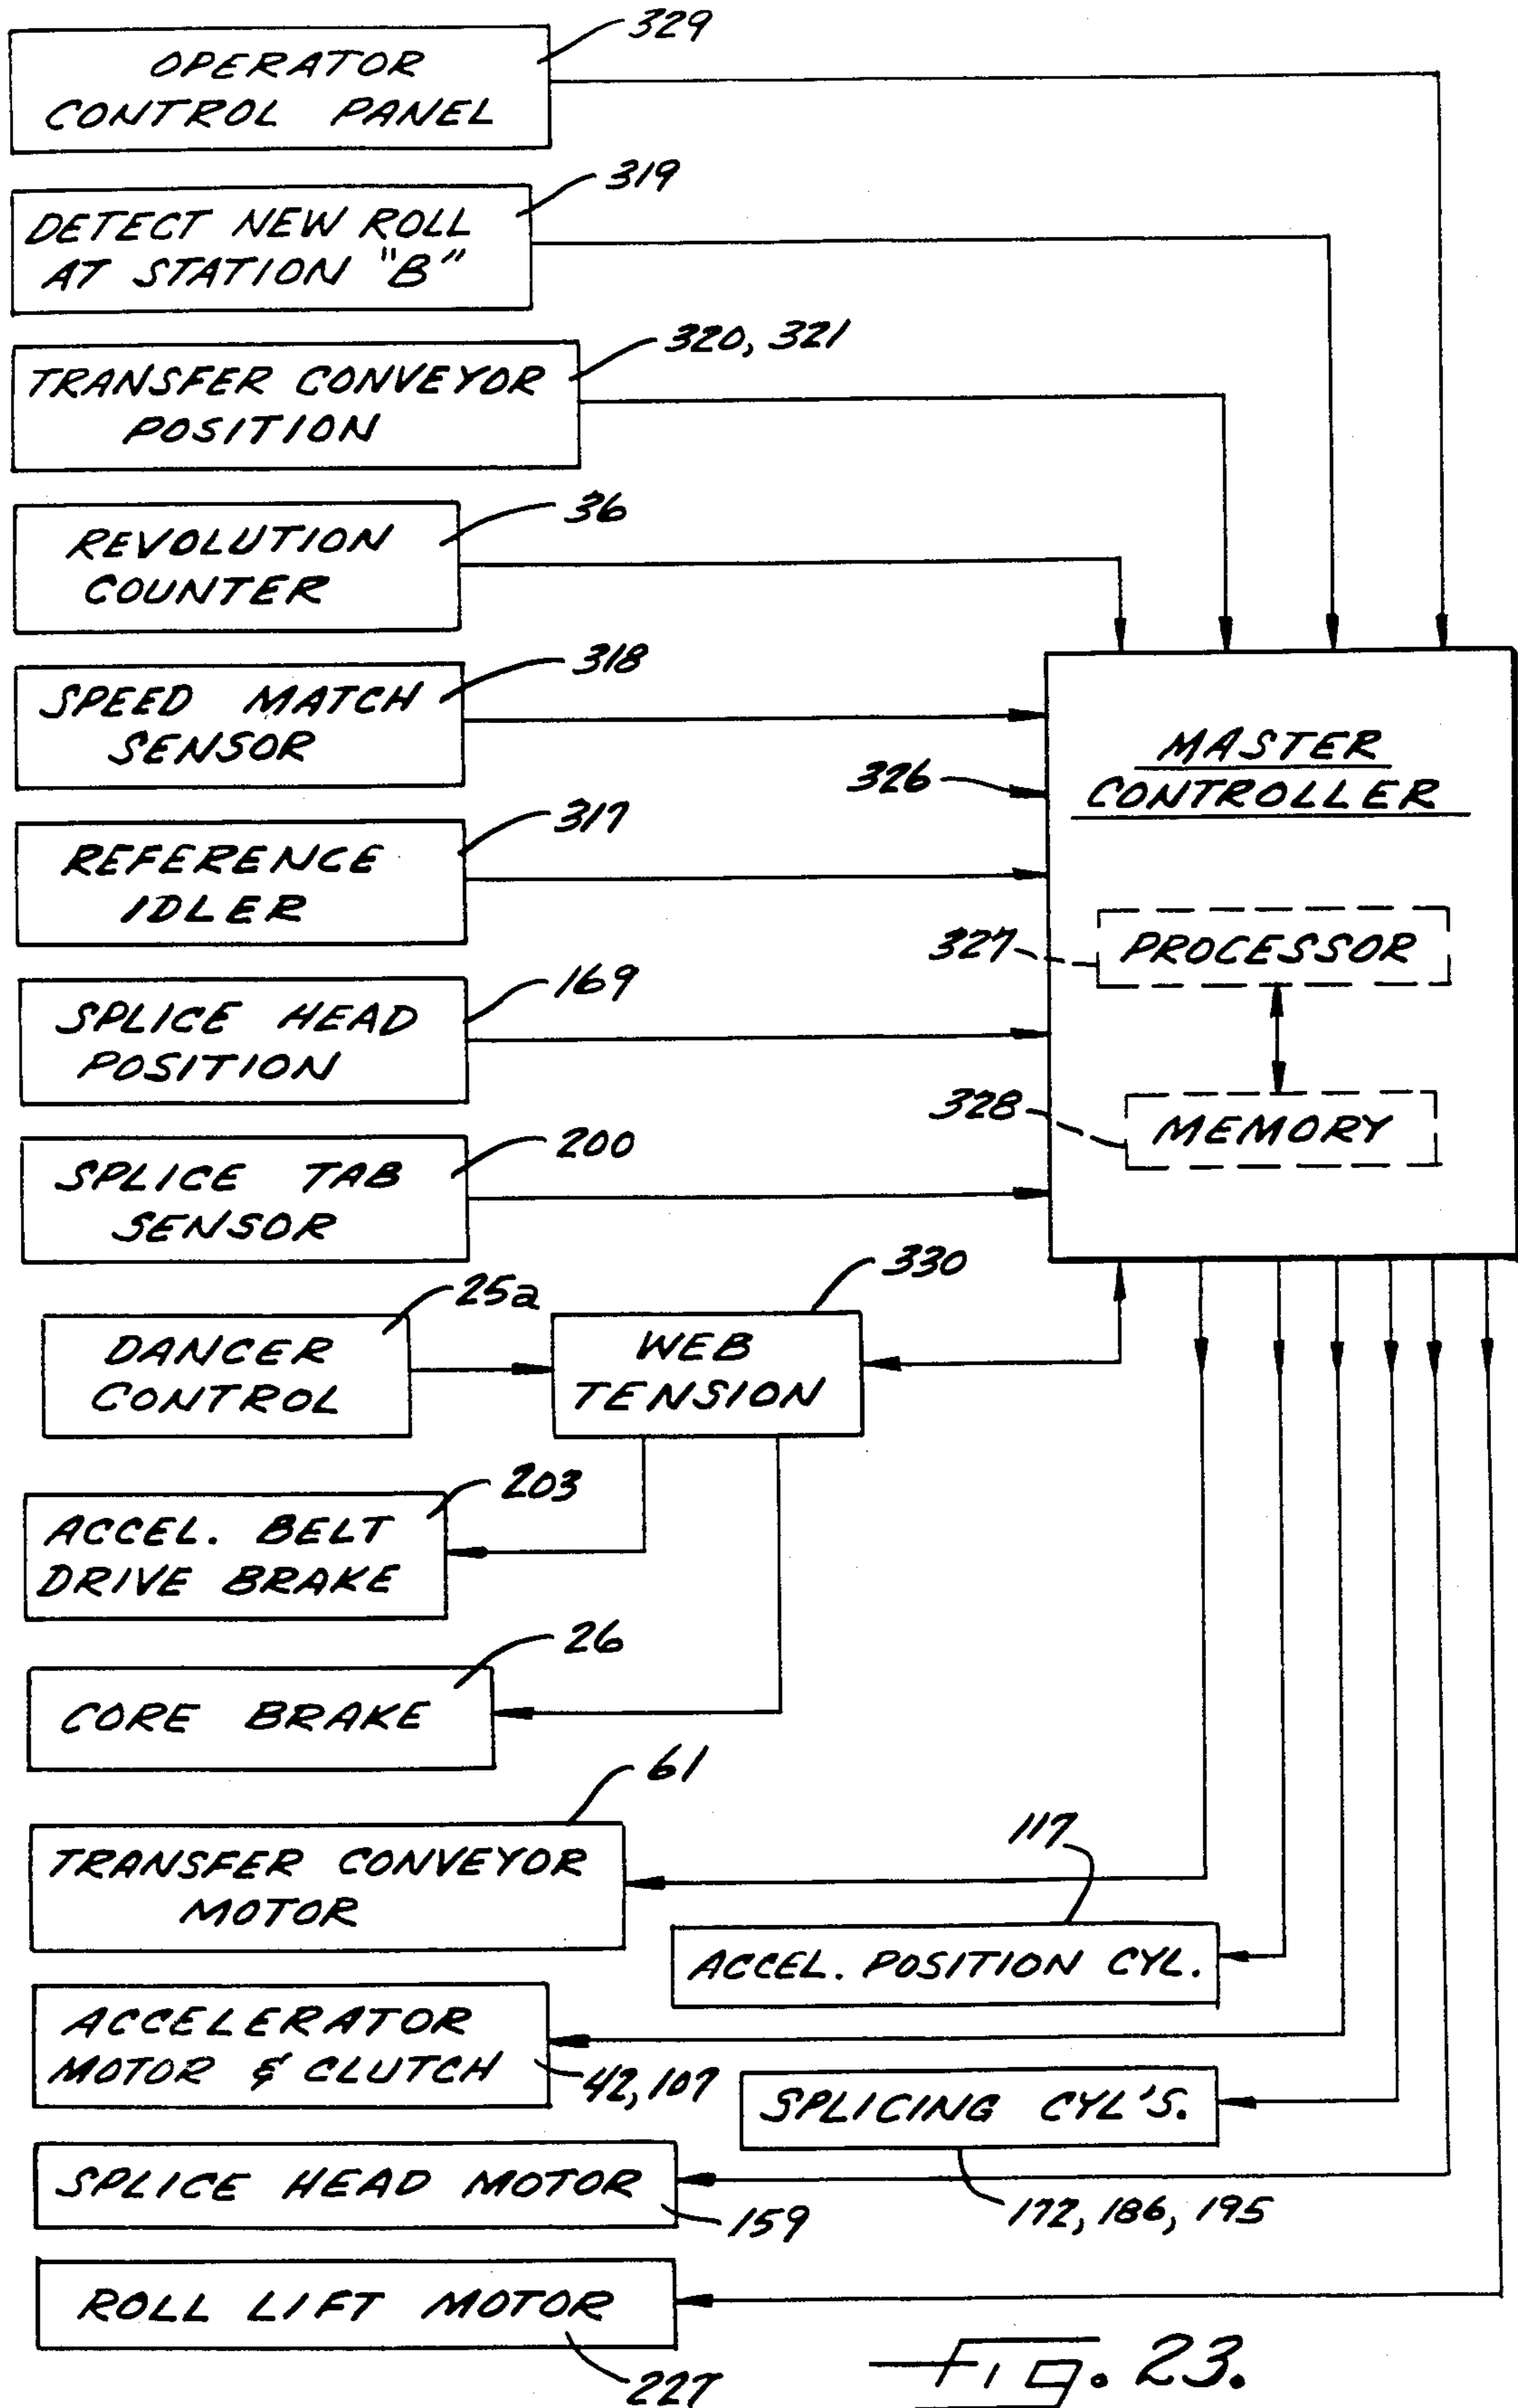 329
OPERATOR
CONTROL PANEL
319
DETECT NEW ROLL
AT STATION "B"
320, 321
TRANSFER CONVEYOR
POSITION
36
REVOLUTION
COUNTER
318
SPEED MATCH
SENSOR
326
MASTER
CONTROLLER
317
REFERENCE
IDLER
327
PROCESSOR
169
SPLICE HEAD
POSITION
328
MEMORY
200
SPLICE TAB
SENSOR
330
25a
DANCER
CONTROL
WEB
TENSION
203
ACCEL. BELT
DRIVE BRAKE
26
CORE BRAKE
61
TRANSFER CONVEYOR
MOTOR
117
ACCEL. POSITION CYL.
ACCELERATOR
MOTOR & CLUTCH
42, 107
SPLICING CYL'S.
172, 186, 195
SPLICE HEAD MOTOR
159
ROLL LIFT MOTOR
227
Fig. 23.